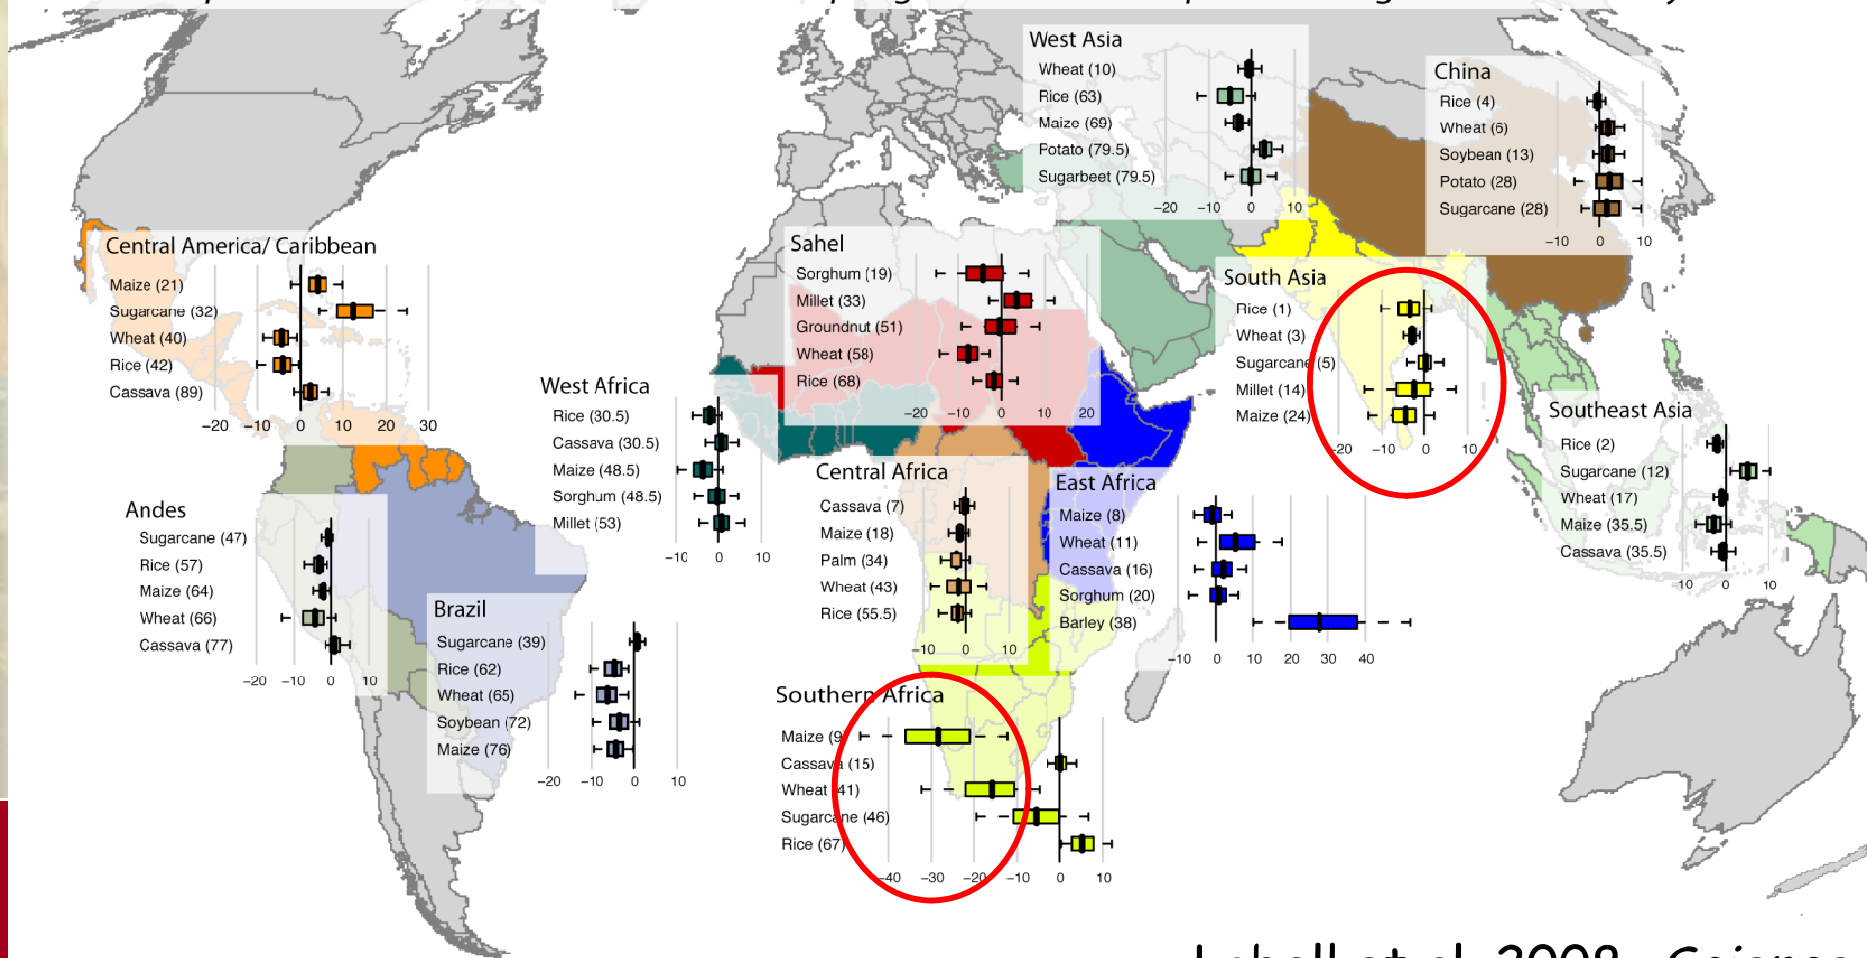 West Asia
Wheat (10)
Rice (63)
Maize (69)
Potato (79.5)
Sugarbeet (79.5)
−20 −10 0 10
China
Rice (4)
Wheat (6)
Soybean (13)
Potato (28)
Sugarcane (28)
−10 0 10
Central America/ Caribbean
Maize (21)
Sugarcane (32)
Wheat (40)
Rice (42)
Cassava (89)
−20 −10 0 10 20 30
Sahel
Sorghum (19)
Millet (33)
Groundnut (51)
Wheat (58)
Rice (68)
−20 −10 0 10 20
South Asia
Rice (1)
Wheat (3)
Sugarcane (5)
Millet (14)
Maize (24)
−20 −10 0 10
West Africa
Rice (30.5)
Cassava (30.5)
Maize (48.5)
Sorghum (48.5)
Millet (53)
−10 0 10
Southeast Asia
Rice (2)
Sugarcane (12)
Wheat (17)
Maize (35.5)
Cassava (35.5)
10 0 10
Central Africa
Cassava (7)
Maize (18)
Palm (34)
Wheat (43)
Rice (55.5)
−10 0 10
East Africa
Maize (8)
Wheat (11)
Cassava (16)
Sorghum (20)
Barley (38)
−10 0 10 20 30 40
Andes
Sugarcane (47)
Rice (57)
Maize (64)
Wheat (66)
Cassava (77)
−20 −10 0 10
Brazil
Sugarcane (39)
Rice (62)
Wheat (65)
Soybean (72)
Maize (76)
−20 −10 0 10
Southern Africa
Maize (9)
Cassava (15)
Wheat (41)
Sugarcane (46)
Rice (67)
−40 −30 −20 −10 0 10
Lobell et al. 2008